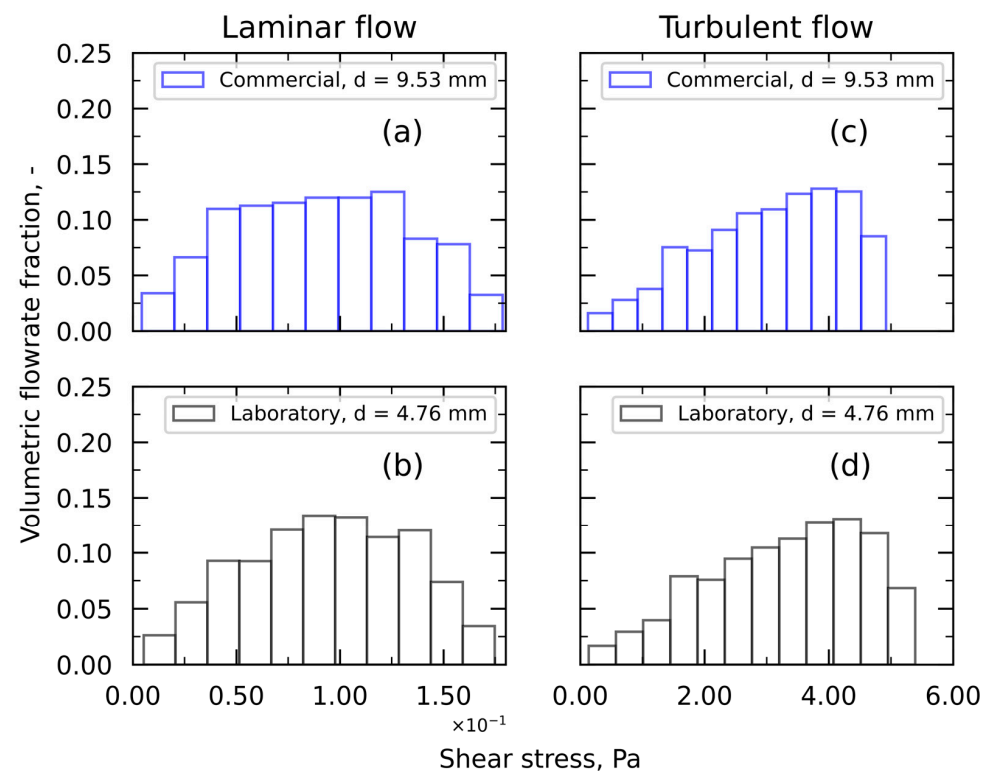 Laminar flow
Turbulent flow
Volumetric flowrate fraction, -
0.25
0.20
0.15
0.10
0.05
0.00
Commercial, d = 9.53 mm
(a)
Commercial, d = 9.53 mm
(c)
0.25
0.20
0.15
0.10
0.05
0.00
Laboratory, d = 4.76 mm
(b)
Laboratory, d = 4.76 mm
(d)
0.00 0.50 1.00 1.50
×10⁻¹
0.00 2.00 4.00 6.00
Shear stress, Pa